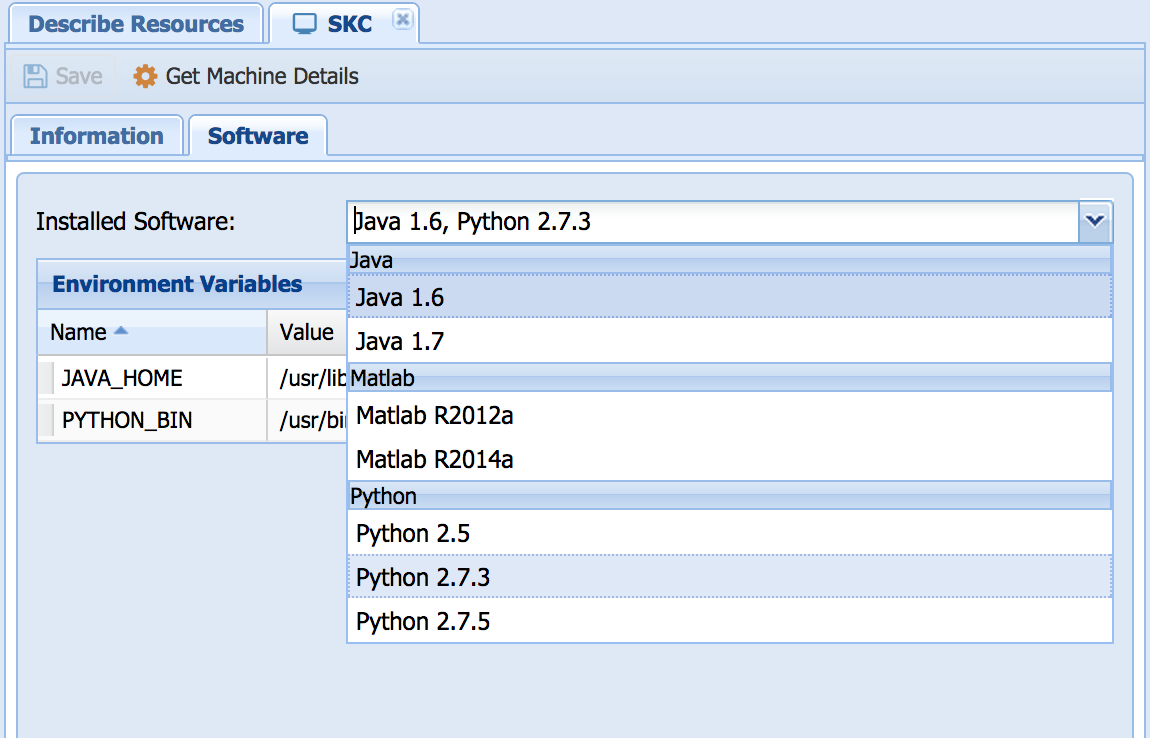 Describe Resources SKC
Save Get Machine Details
Information Software
Installed Software: Java 1.6, Python 2.7.3
Java
Environment Variables
Java 1.6
Name Value
Java 1.7
JAVA_HOME /usr/lib
Matlab
Matlab R2012a
PYTHON_BIN /usr/bin
Matlab R2014a
Python
Python 2.5
Python 2.7.3
Python 2.7.5